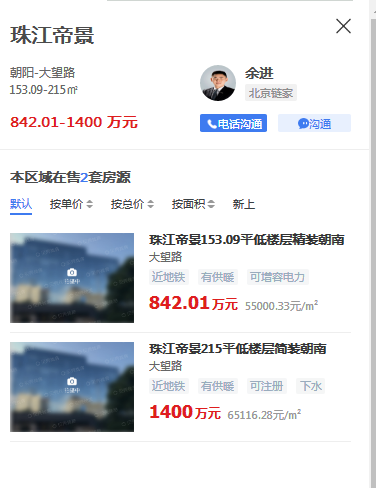 珠江帝景
朝阳-大望路
153.09-215㎡
余进
北京链家
842.01-1400 万元
电话沟通
沟通
本区域在售2套房源
默认 按单价 按总价 按面积 新上
珠江帝景153.09平低楼层精装朝南
大望路
近地铁 有供暖 可增容电力
842.01万元 55000.33元/m²
珠江帝景215平低楼层简装朝南
大望路
近地铁 有供暖 可注册 下水
1400万元 65116.28元/m²